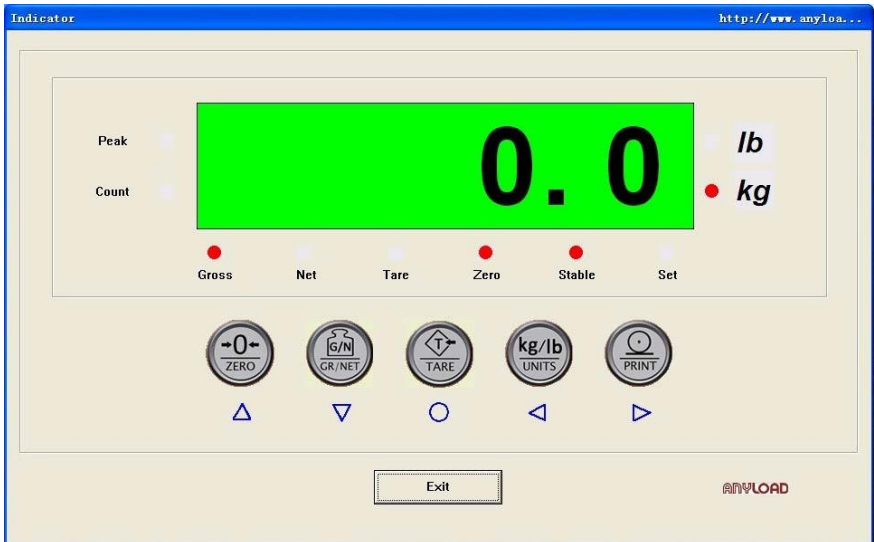 Indicator http://www.anyloa...
Peak
0.0
lb
Count
kg
Gross Net Tare Zero Stable Set
→0← G/N T← kg/lb
ZERO GR/NET TARE UNITS PRINT
Exit
ANYLOAD